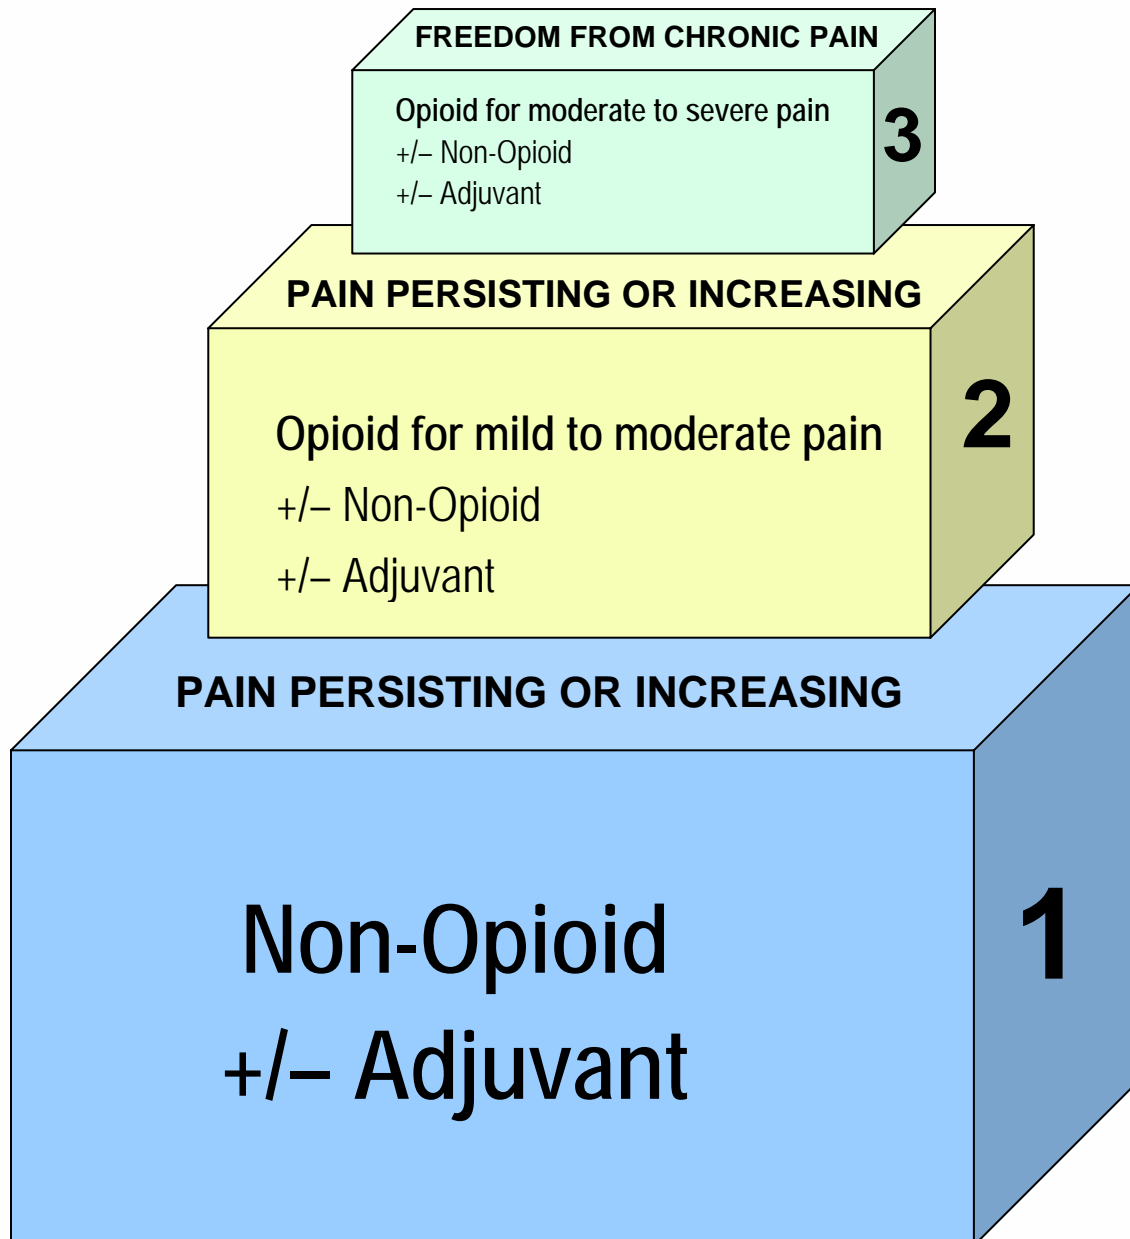 FREEDOM FROM CHRONIC PAIN
Opioid for moderate to severe pain
+/– Non-Opioid
+/– Adjuvant
3
PAIN PERSISTING OR INCREASING
Opioid for mild to moderate pain
+/– Non-Opioid
+/– Adjuvant
2
PAIN PERSISTING OR INCREASING
Non-Opioid
+/– Adjuvant
1